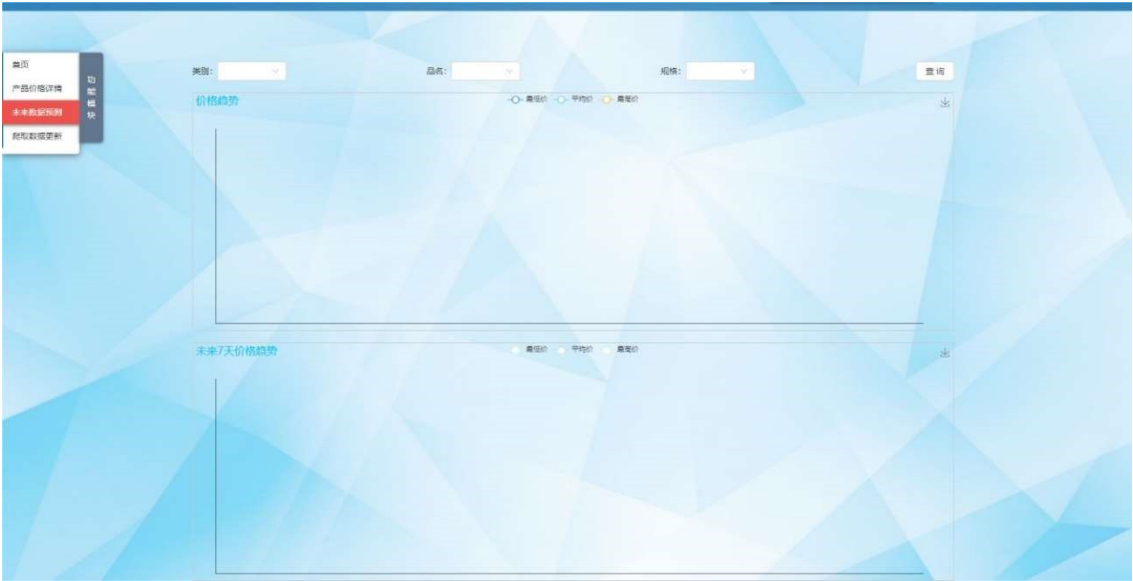 首页
产品价格详情
未来数据预测
爬取数据更新
功能模块
类别： 品名： 规格： 查询
价格趋势 最低价 平均价 最高价
未来7天价格趋势 最低价 平均价 最高价